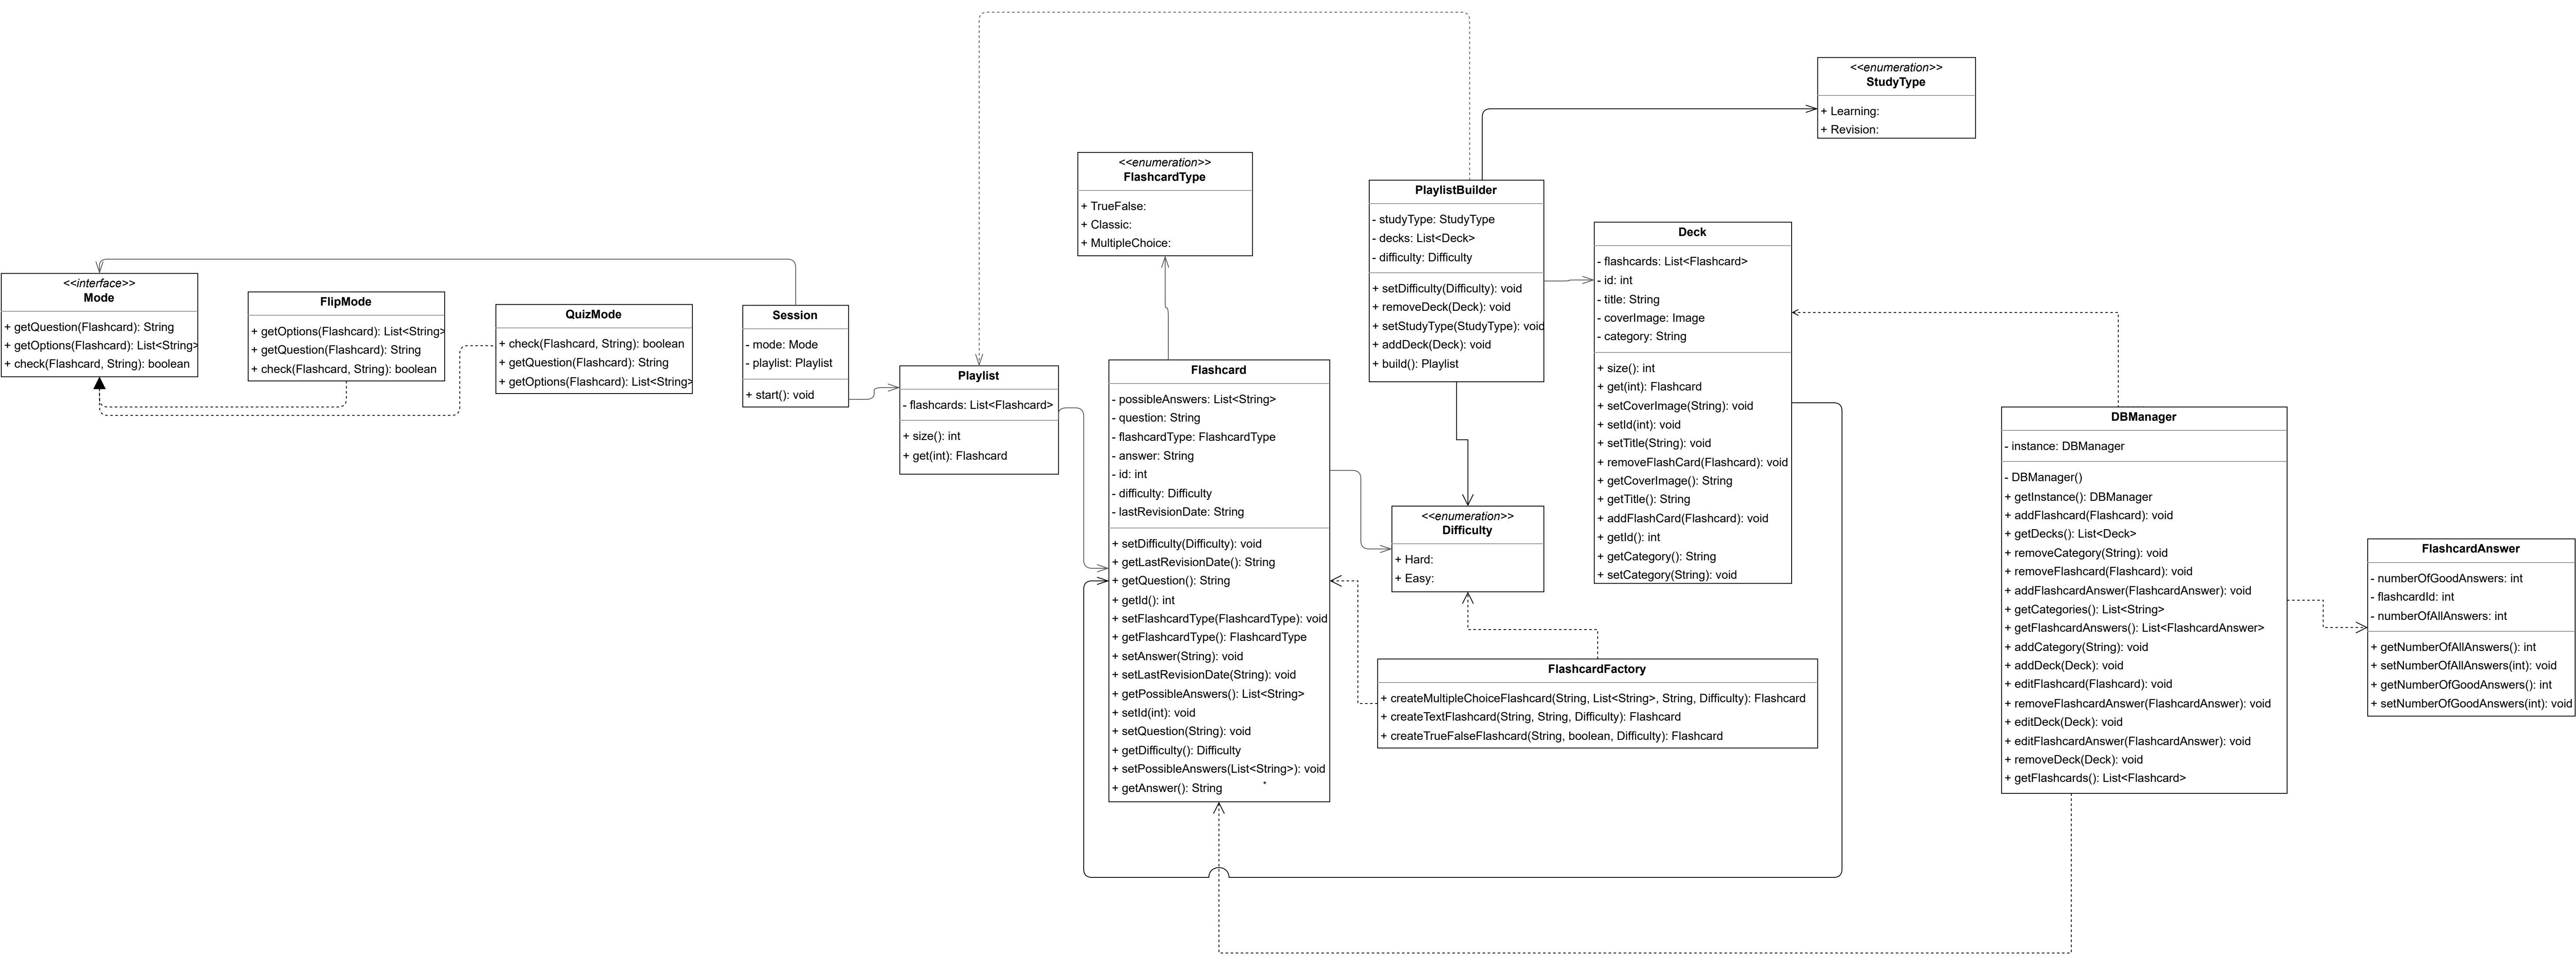 <<enumeration>>
StudyType
+ Learning:
+ Revision:
<<enumeration>>
FlashcardType
+ TrueFalse:
+ Classic:
+ MultipleChoice:
PlaylistBuilder
- studyType: StudyType
- decks: List<Deck>
- difficulty: Difficulty
+ setDifficulty(Difficulty): void
+ removeDeck(Deck): void
+ setStudyType(StudyType): void
+ addDeck(Deck): void
+ build(): Playlist
Deck
- flashcards: List<Flashcard>
- id: int
- title: String
- coverImage: Image
- category: String
+ size(): int
+ get(int): Flashcard
+ setCoverImage(String): void
+ setId(int): void
+ setTitle(String): void
+ removeFlashCard(Flashcard): void
+ getCoverImage(): String
+ getTitle(): String
+ addFlashCard(Flashcard): void
+ getId(): int
+ getCategory(): String
+ setCategory(String): void
<<interface>>
Mode
+ getQuestion(Flashcard): String
+ getOptions(Flashcard): List<String>
+ check(Flashcard, String): boolean
FlipMode
+ getOptions(Flashcard): List<String>
+ getQuestion(Flashcard): String
+ check(Flashcard, String): boolean
QuizMode
+ check(Flashcard, String): boolean
+ getQuestion(Flashcard): String
+ getOptions(Flashcard): List<String>
Session
- mode: Mode
- playlist: Playlist
+ start(): void
Playlist
- flashcards: List<Flashcard>
+ size(): int
+ get(int): Flashcard
Flashcard
- possibleAnswers: List<String>
- question: String
- flashcardType: FlashcardType
- answer: String
- id: int
- difficulty: Difficulty
- lastRevisionDate: String
+ setDifficulty(Difficulty): void
+ getLastRevisionDate(): String
+ getQuestion(): String
+ getId(): int
+ setFlashcardType(FlashcardType): void
+ getFlashcardType(): FlashcardType
+ setAnswer(String): void
+ setLastRevisionDate(String): void
+ getPossibleAnswers(): List<String>
+ setId(int): void
+ setQuestion(String): void
+ getDifficulty(): Difficulty
+ setPossibleAnswers(List<String>): void
+ getAnswer(): String
*
<<enumeration>>
Difficulty
+ Hard:
+ Easy:
FlashcardFactory
+ createMultipleChoiceFlashcard(String, List<String>, String, Difficulty): Flashcard
+ createTextFlashcard(String, String, Difficulty): Flashcard
+ createTrueFalseFlashcard(String, boolean, Difficulty): Flashcard
DBManager
- instance: DBManager
- DBManager()
+ getInstance(): DBManager
+ addFlashcard(Flashcard): void
+ getDecks(): List<Deck>
+ removeCategory(String): void
+ removeFlashcard(Flashcard): void
+ addFlashcardAnswer(FlashcardAnswer): void
+ getCategories(): List<String>
+ getFlashcardAnswers(): List<FlashcardAnswer>
+ addCategory(String): void
+ addDeck(Deck): void
+ editFlashcard(Flashcard): void
+ removeFlashcardAnswer(FlashcardAnswer): void
+ editDeck(Deck): void
+ editFlashcardAnswer(FlashcardAnswer): void
+ removeDeck(Deck): void
+ getFlashcards(): List<Flashcard>
FlashcardAnswer
- numberOfGoodAnswers: int
- flashcardId: int
- numberOfAllAnswers: int
+ getNumberOfAllAnswers(): int
+ setNumberOfAllAnswers(int): void
+ getNumberOfGoodAnswers(): int
+ setNumberOfGoodAnswers(int): void